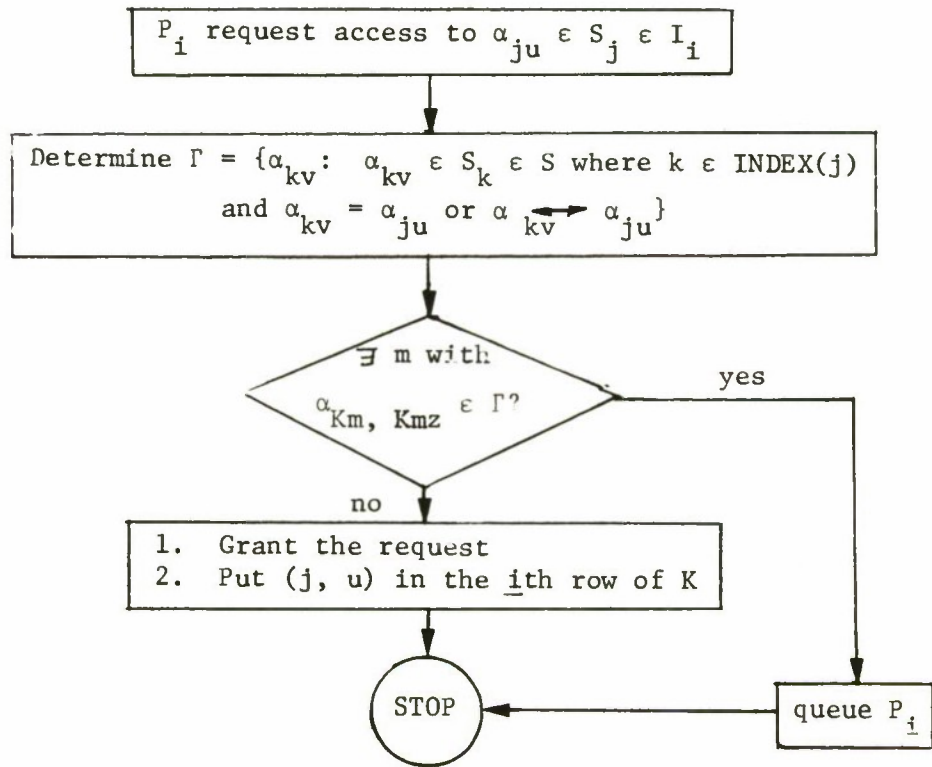 P_i request access to α_ju ε S_j ε I_i
Determine Γ = {α_kv: α_kv ε S_k ε S where k ε INDEX(j)
and α_kv = α_ju or α_kv ↔ α_ju}
∃ m with
α_Km, Kmz ε Γ?
yes
no
1. Grant the request
2. Put (j, u) in the ith row of K
STOP
queue P_i